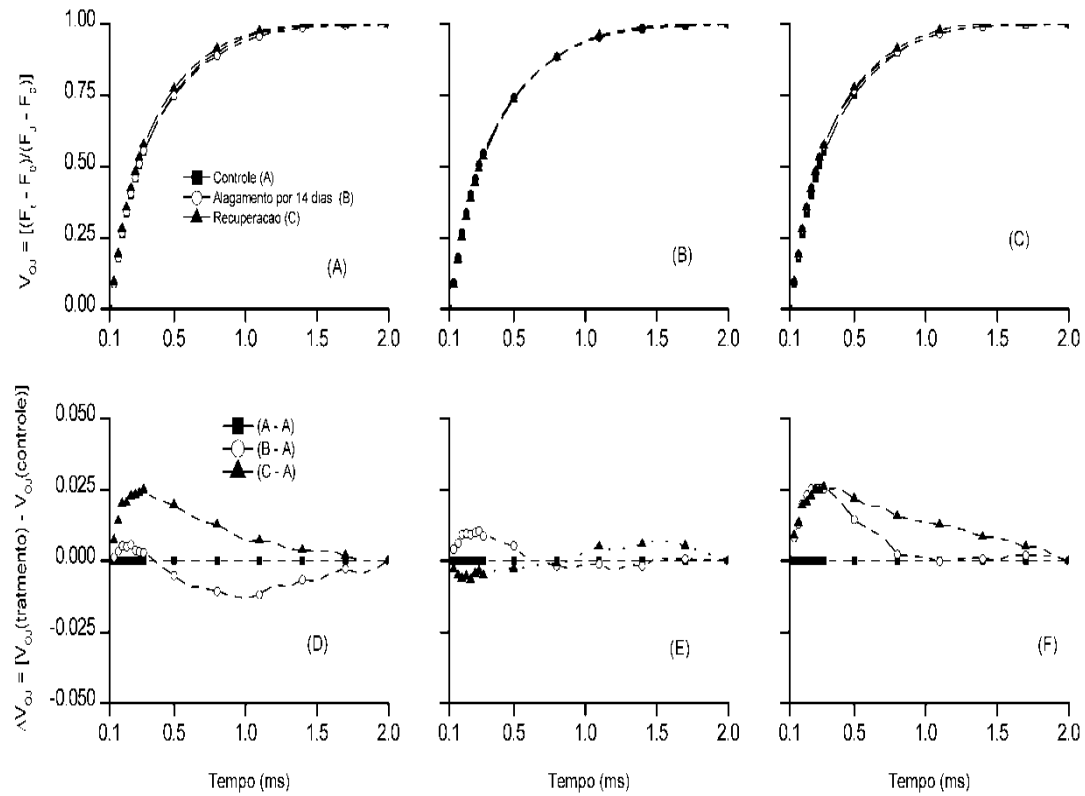 V_OJ = [(F_t - F_o)/(F_J - F_o)]
1.00
0.75
0.50
0.25
0.00
Controle (A)
Alagamento por 14 dias (B)
Recuperacao (C)
(A)
(B)
(C)
0.1 0.5 1.0 1.5 2.0
0.1 0.5 1.0 1.5 2.0
0.1 0.5 1.0 1.5 2.0
ΔV_OJ = [V_OJ(tratmento) - V_OJ(controle)]
0.050
0.025
0.000
-0.025
-0.050
(A - A)
(B - A)
(C - A)
(D)
(E)
(F)
0.1 0.5 1.0 1.5 2.0
0.1 0.5 1.0 1.5 2.0
0.1 0.5 1.0 1.5 2.0
Tempo (ms)
Tempo (ms)
Tempo (ms)